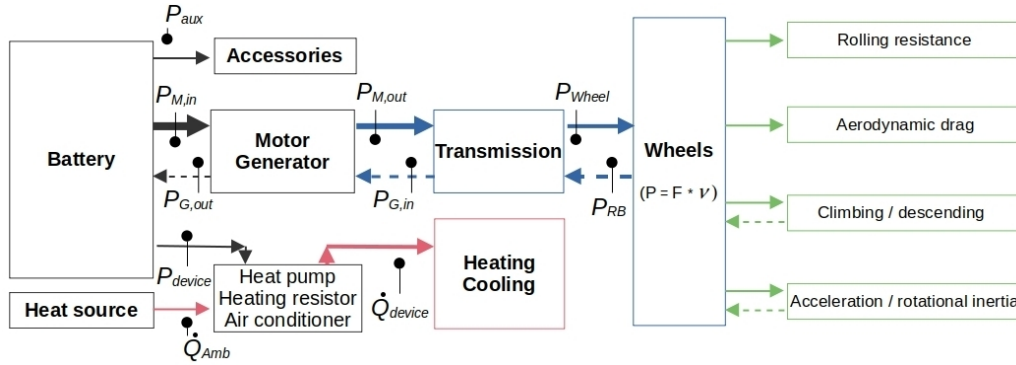 P_aux
Accessories
P_M,in
Battery
Motor
Generator
P_M,out
Transmission
P_Wheel
Wheels
(P = F * v)
P_G,out
P_G,in
P_RB
P_device
Heat pump
Heating resistor
Air conditioner
Heat source
Q̇_Amb
Q̇_device
Heating
Cooling
Rolling resistance
Aerodynamic drag
Climbing / descending
Acceleration / rotational inertia